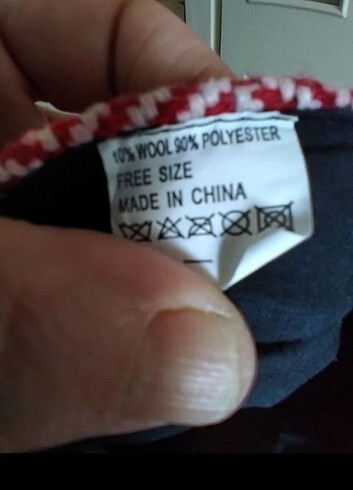 10% WOOL 90% POLYESTER
FREE SIZE
MADE IN CHINA